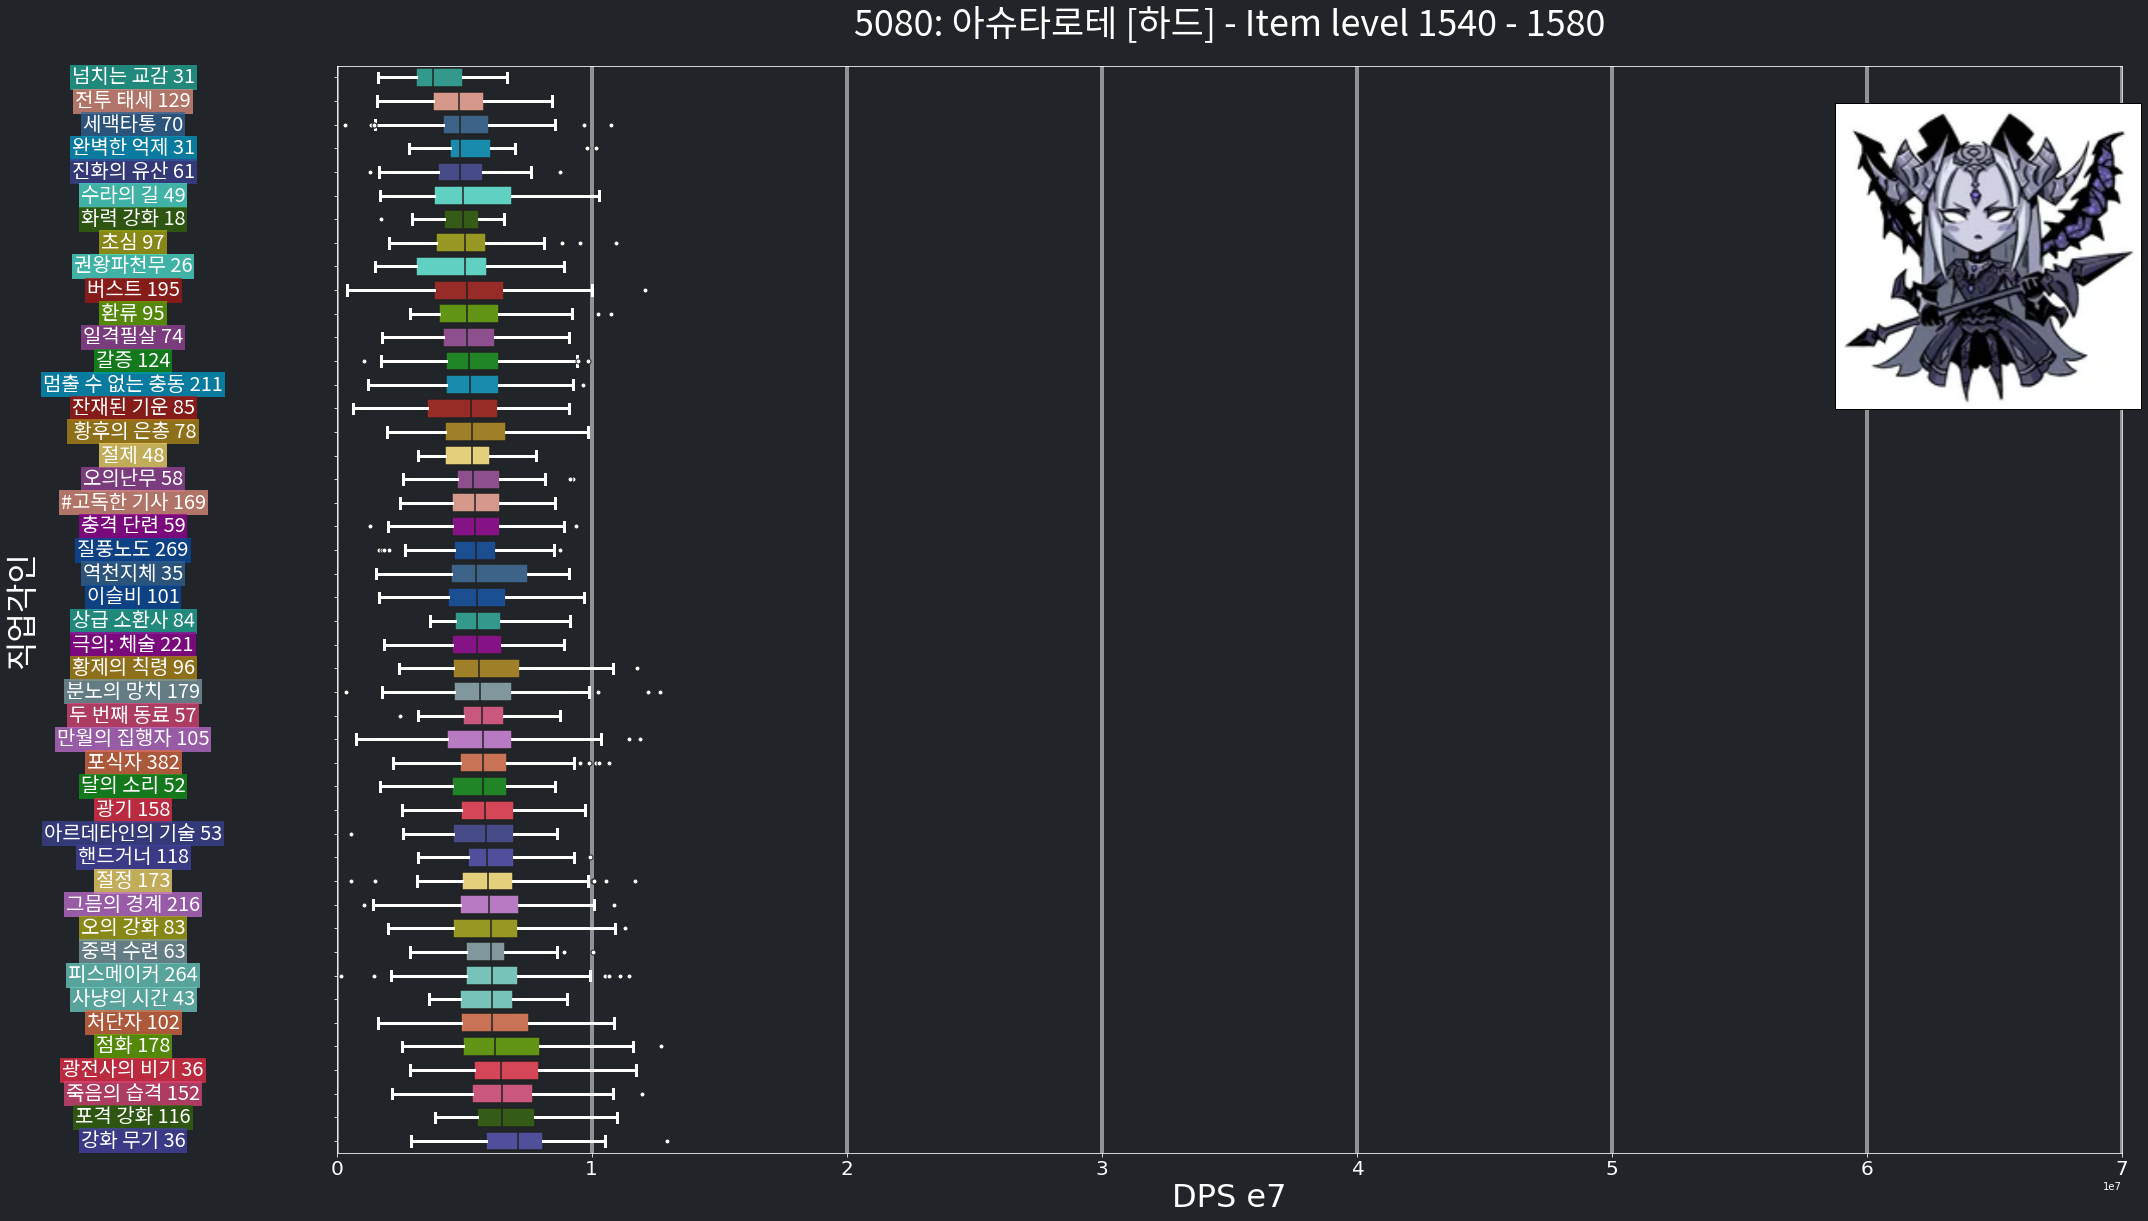 5080: 아슈타로테 [하드] - Item level 1540 - 1580
직업각인
넘치는 교감 31
전투 태세 129
세맥타통 70
완벽한 억제 31
진화의 유산 61
수라의 길 49
화력 강화 18
초심 97
권왕파천무 26
버스트 195
환류 95
일격필살 74
갈증 124
멈출 수 없는 충동 211
잔재된 기운 85
황후의 은총 78
절제 48
오의난무 58
#고독한 기사 169
충격 단련 59
질풍노도 269
역천지체 35
이슬비 101
상급 소환사 84
극의: 체술 221
황제의 칙령 96
분노의 망치 179
두 번째 동료 57
만월의 집행자 105
포식자 382
달의 소리 52
광기 158
아르데타인의 기술 53
핸드거너 118
절정 173
그믐의 경계 216
오의 강화 83
중력 수련 63
피스메이커 264
사냥의 시간 43
처단자 102
점화 178
광전사의 비기 36
죽음의 습격 152
포격 강화 116
강화 무기 36
0 1 2 3 4 5 6 7
1e7
DPS e7